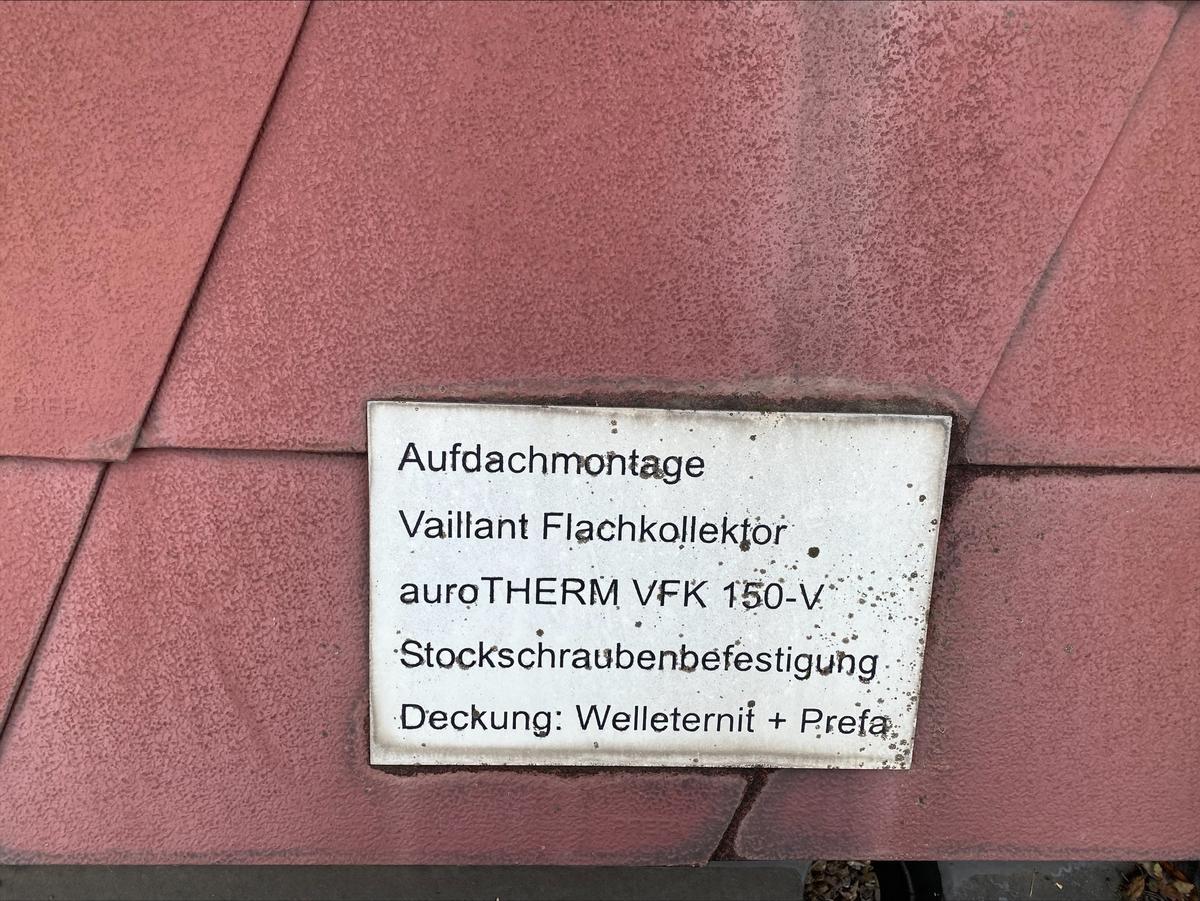 Aufdachmontage
Vaillant Flachkollektor
auroTHERM VFK 150-V
Stockschraubenbefestigung
Deckung: Welleternit + Prefa